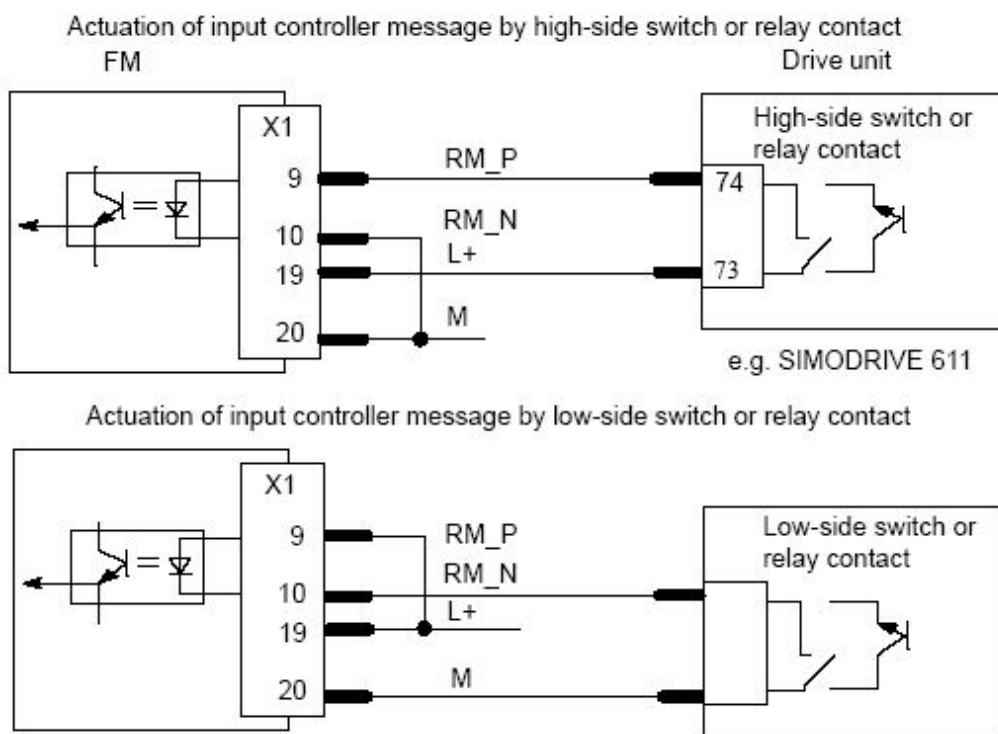 Actuation of input controller message by high-side switch or relay contact
FM
Drive unit
X1
9
10
19
20
RM_P
RM_N
L+
M
High-side switch or
relay contact
74
73
e.g. SIMODRIVE 611
Actuation of input controller message by low-side switch or relay contact
X1
9
10
19
20
RM_P
RM_N
L+
M
Low-side switch or
relay contact